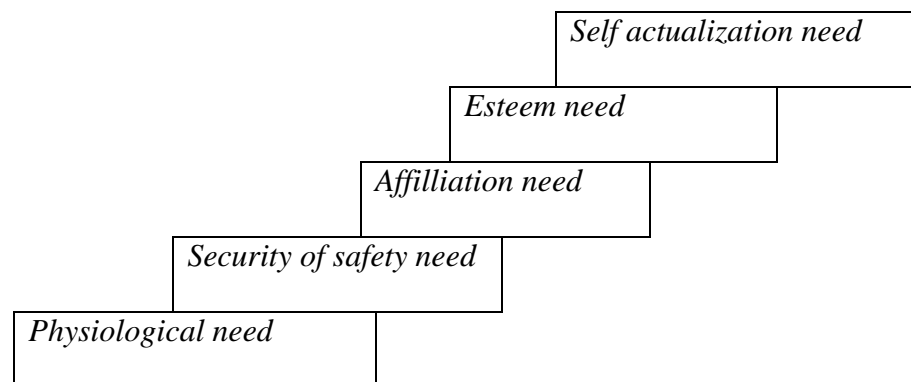 Self actualization need
Esteem need
Affilliation need
Security of safety need
Physiological need